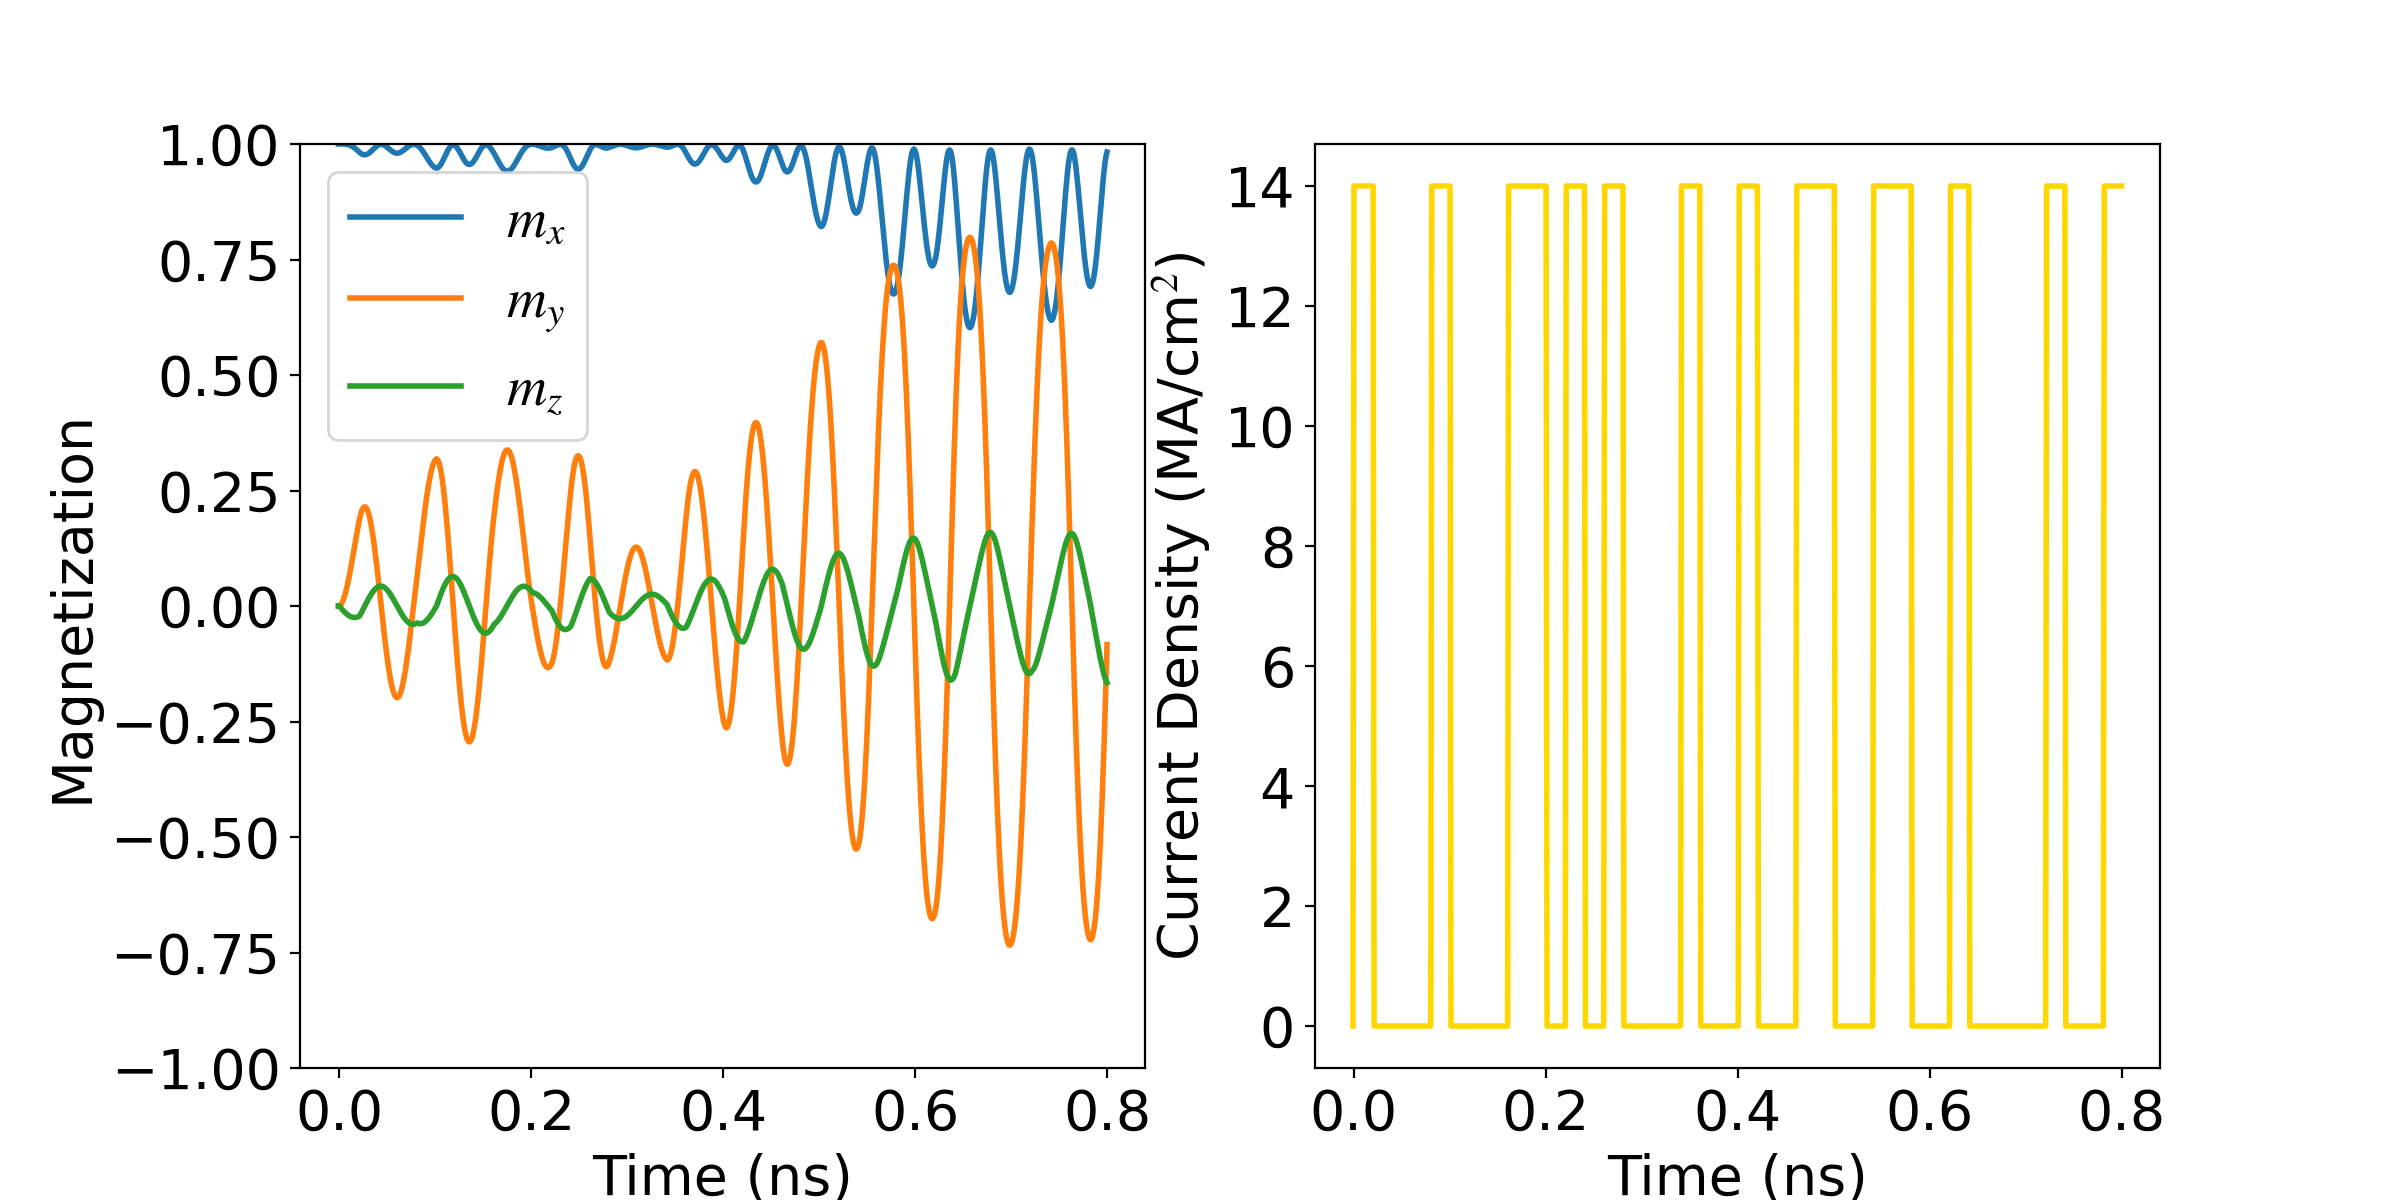 Magnetization
1.00
0.75
0.50
0.25
0.00
−0.25
−0.50
−0.75
−1.00
m_x
m_y
m_z
0.0 0.2 0.4 0.6 0.8
Time (ns)
Current Density (MA/cm²)
14
12
10
8
6
4
2
0
0.0 0.2 0.4 0.6 0.8
Time (ns)